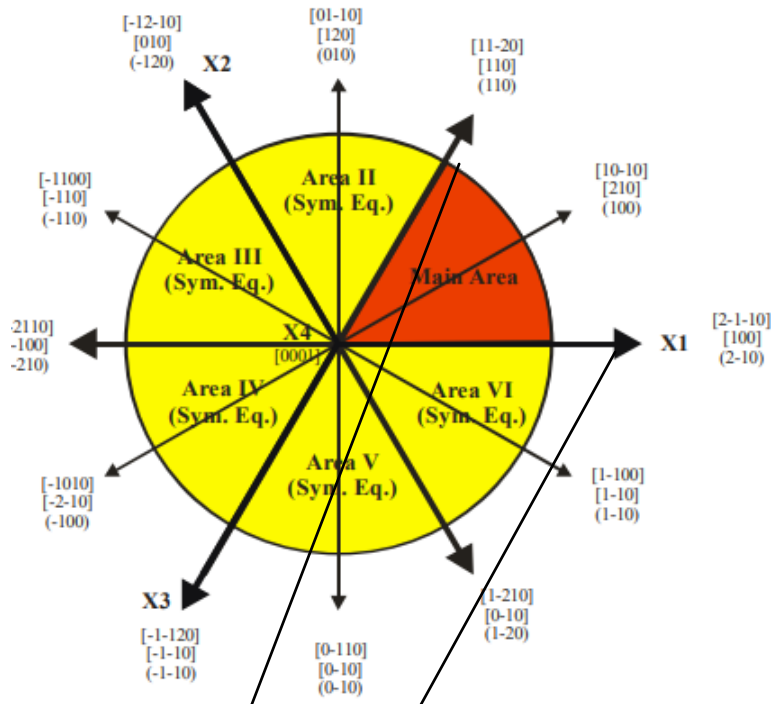 [-12-10]
[010]
(-120)
X2
[01-10]
[120]
(010)
[11-20]
[110]
(110)
[-1100]
[-110]
(-110)
Area II
(Sym. Eq.)
[10-10]
[210]
(100)
Area III
(Sym. Eq.)
Main Area
-2110]
-100]
-210)
X4
[0001]
X1
[2-1-10]
[100]
(2-10)
Area IV
(Sym. Eq.)
Area VI
(Sym. Eq.)
Area V
(Sym. Eq.)
[-1010]
[-2-10]
(-100)
[1-100]
[1-10]
(1-10)
X3
[-1-120]
[-1-10]
(-1-10)
[0-110]
[0-10]
(0-10)
[1-210]
[0-10]
(1-20)